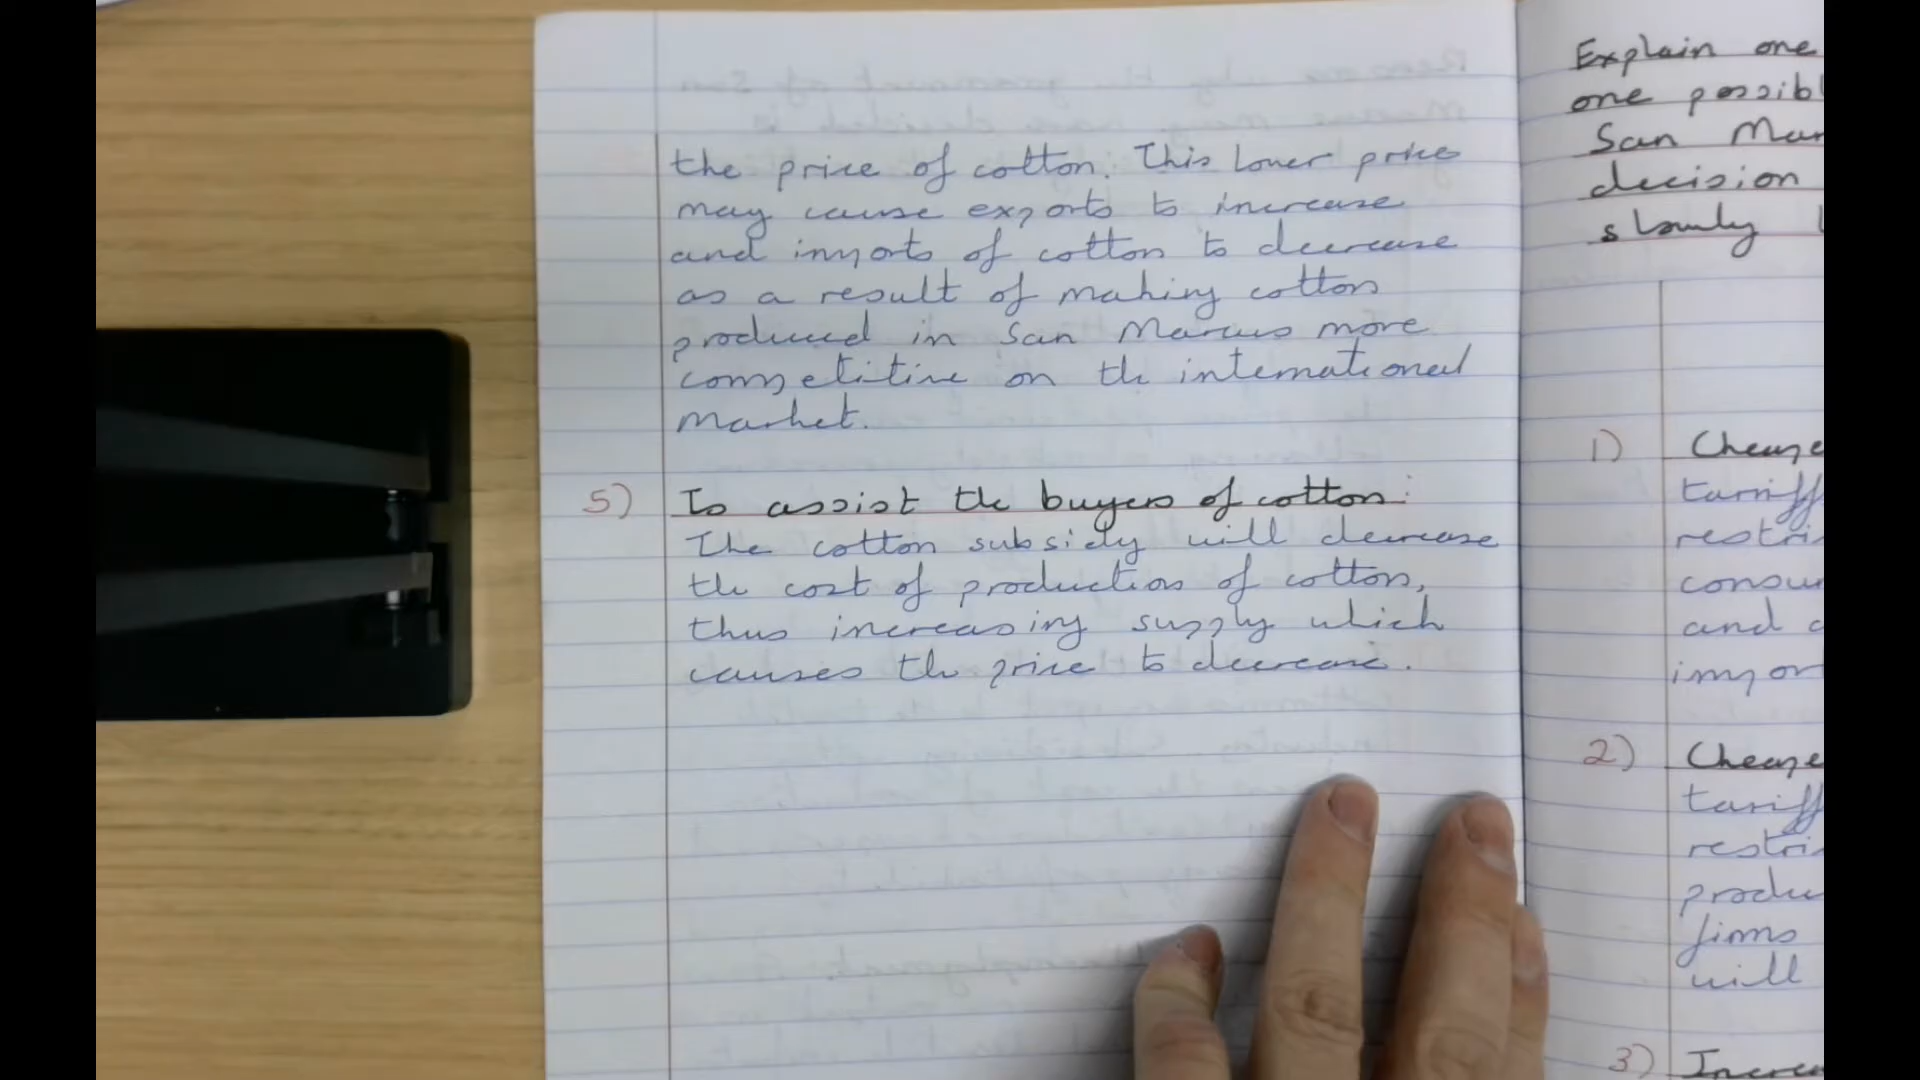 the price of cotton. This lower price
may cause exports to increase
and imports of cotton to decrease
as a result of making cotton
produced in San Marcus more
competitive on the international
market.
5) To assist the buyers of cotton:
The cotton subsidy will decrease
the cost of production of cotton,
thus increasing supply which
causes the price to decrease.
Explain one
one possibl
San Mar
decision
slowly
1) Cheape
tariff
restri
consu
and
impor
2) Cheape
tariff
restri
produ
firms
will
3) Increa